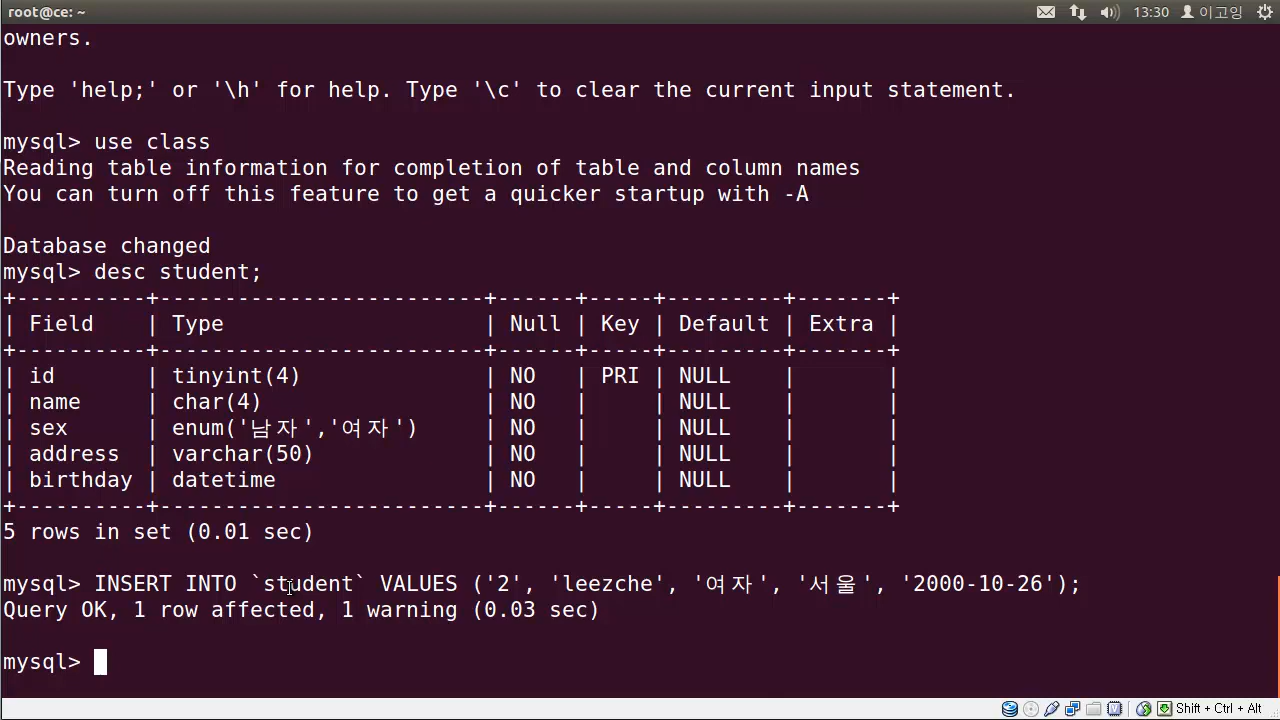 root@ce: ~ 13:30 이고잉
owners.
Type 'help;' or '\h' for help. Type '\c' to clear the current input statement.
mysql> use class
Reading table information for completion of table and column names
You can turn off this feature to get a quicker startup with -A
Database changed
mysql> desc student;
+----------+-------------------------+------+-----+---------+-------+
| Field    | Type                    | Null | Key | Default | Extra |
+----------+-------------------------+------+-----+---------+-------+
| id       | tinyint(4)              | NO   | PRI | NULL    |       |
| name     | char(4)                 | NO   |     | NULL    |       |
| sex      | enum('남자','여자')     | NO   |     | NULL    |       |
| address  | varchar(50)             | NO   |     | NULL    |       |
| birthday | datetime                | NO   |     | NULL    |       |
+----------+-------------------------+------+-----+---------+-------+
5 rows in set (0.01 sec)
mysql> INSERT INTO `student` VALUES ('2', 'leezche', '여자', '서울', '2000-10-26');
Query OK, 1 row affected, 1 warning (0.03 sec)
mysql>
Shift + Ctrl + Alt